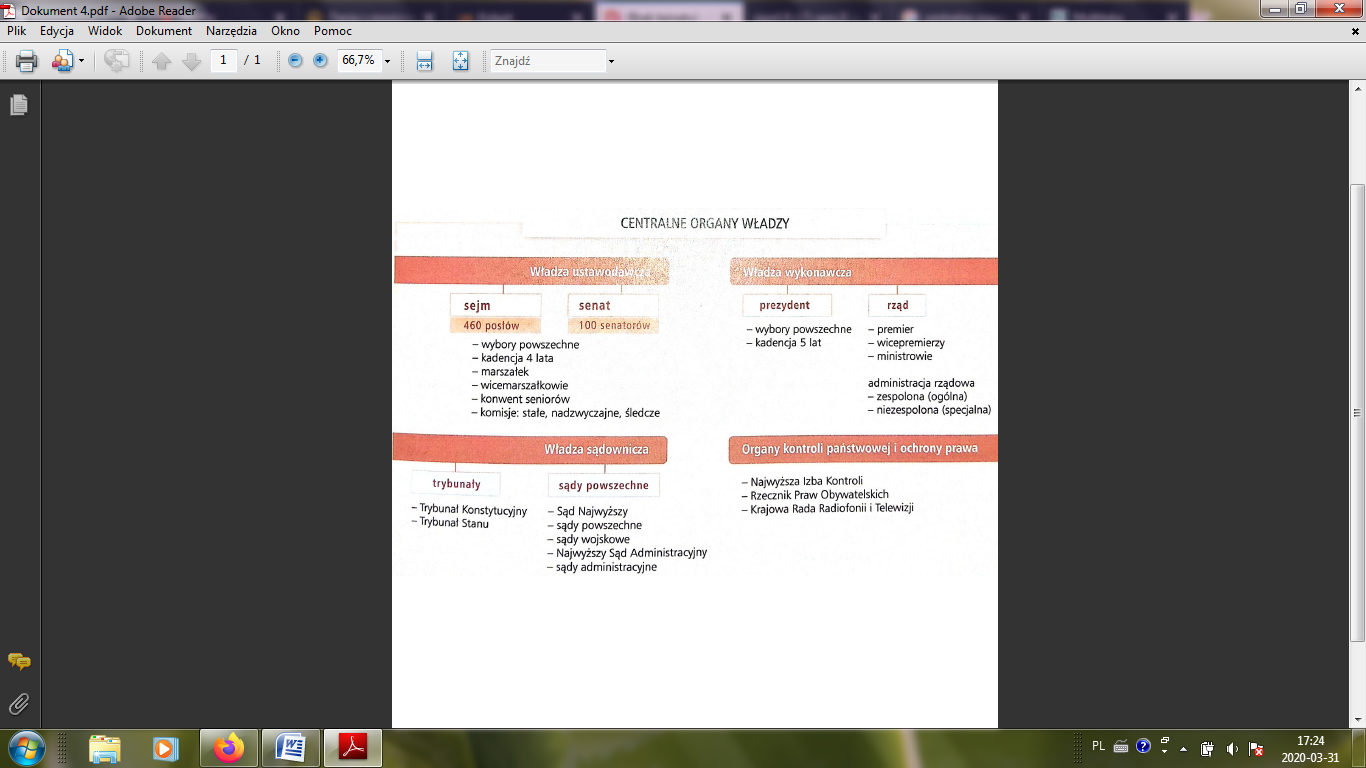 Dokument 4.pdf - Adobe Reader
Plik Edycja Widok Dokument Narzędzia Okno Pomoc
1 / 1 66,7% Znajdź
CENTRALNE ORGANY WŁADZY
Władza ustawodawcza
sejm senat
460 posłów 100 senatorów
– wybory powszechne
– kadencja 4 lata
– marszałek
– wicemarszałkowie
– konwent seniorów
– komisje: stałe, nadzwyczajne, śledcze
Władza wykonawcza
prezydent rząd
– wybory powszechne
– kadencja 5 lat
– premier
– wicepremierzy
– ministrowie
administracja rządowa
– zespolona (ogólna)
– niezespolona (specjalna)
Władza sądownicza
trybunały sądy powszechne
– Trybunał Konstytucyjny
– Trybunał Stanu
– Sąd Najwyższy
– sądy powszechne
– sądy wojskowe
– Najwyższy Sąd Administracyjny
– sądy administracyjne
Organy kontroli państwowej i ochrony prawa
– Najwyższa Izba Kontroli
– Rzecznik Praw Obywatelskich
– Krajowa Rada Radiofonii i Telewizji
PL 17:24
2020-03-31